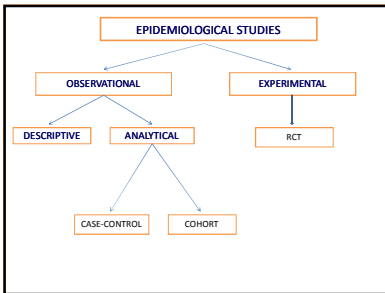 EPIDEMIOLOGICAL STUDIES
OBSERVATIONAL
EXPERIMENTAL
DESCRIPTIVE
ANALYTICAL
RCT
CASE-CONTROL
COHORT